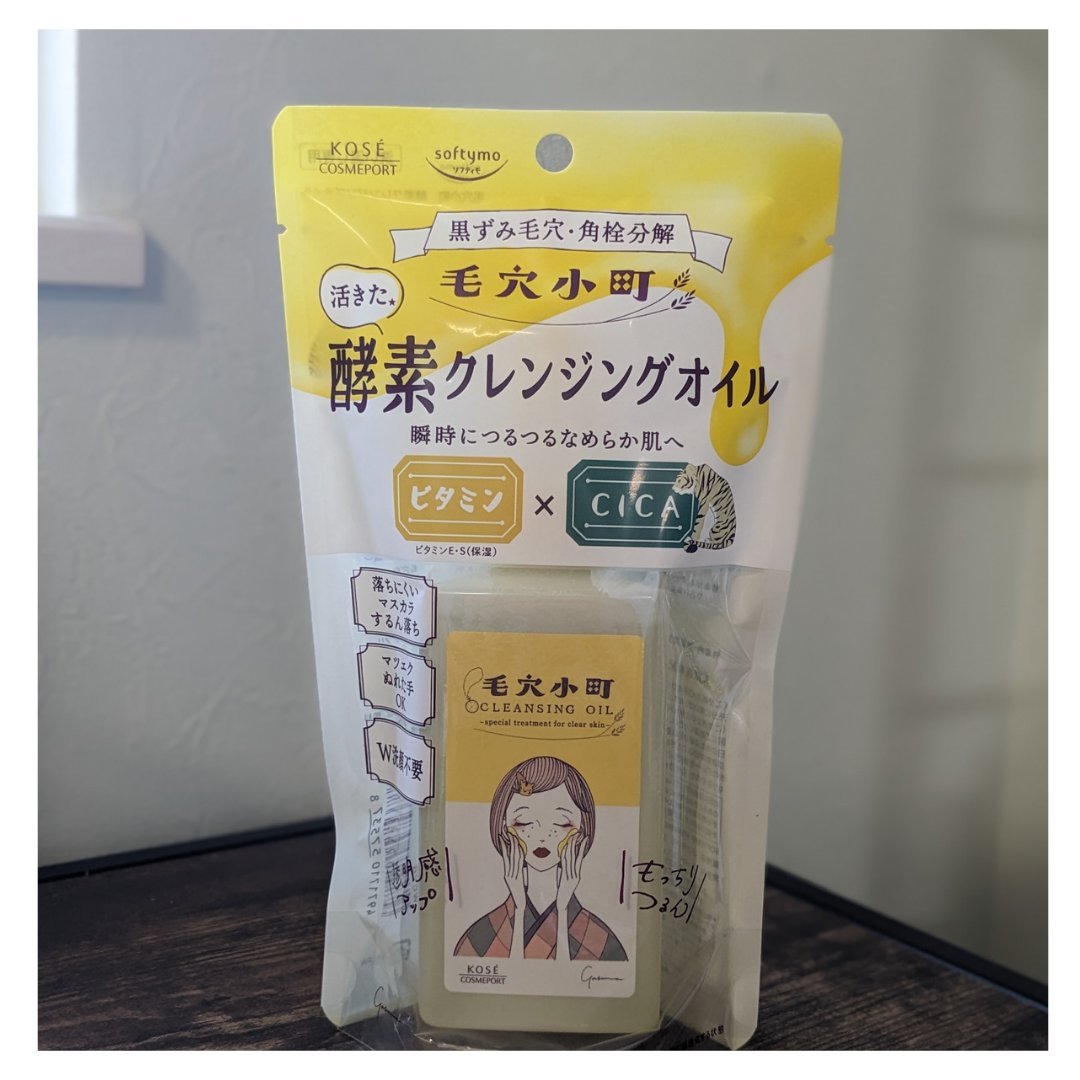 KOSÉ
COSMEPORT
softymo
ソフティモ
黒ずみ毛穴・角栓分解
毛穴小町
活きた
酵素クレンジングオイル
瞬時につるつるなめらか肌へ
ビタミン × CICA
ビタミンE・S(保湿)
落ちにくい
マスカラ
するん落ち
マツエク
ぬれた手
OK
W洗顔不要
毛穴小町
CLEANSING OIL
-special treatment for clear skin-
透明感
アップ
もっちり
つるん
KOSÉ
COSMEPORT